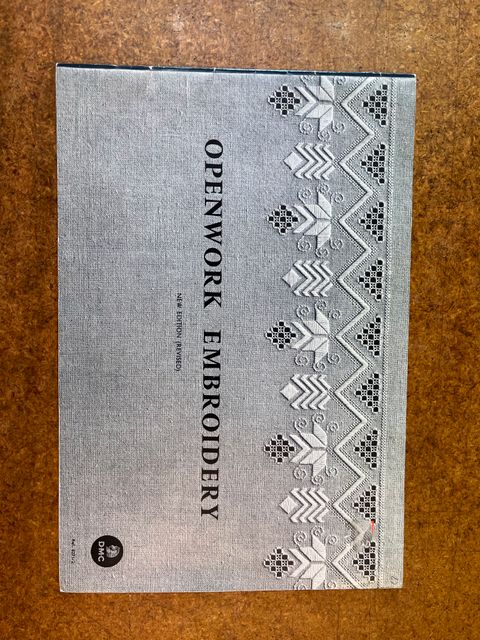 OPENWORK EMBROIDERY
NEW EDITION (REVISED)
DMC